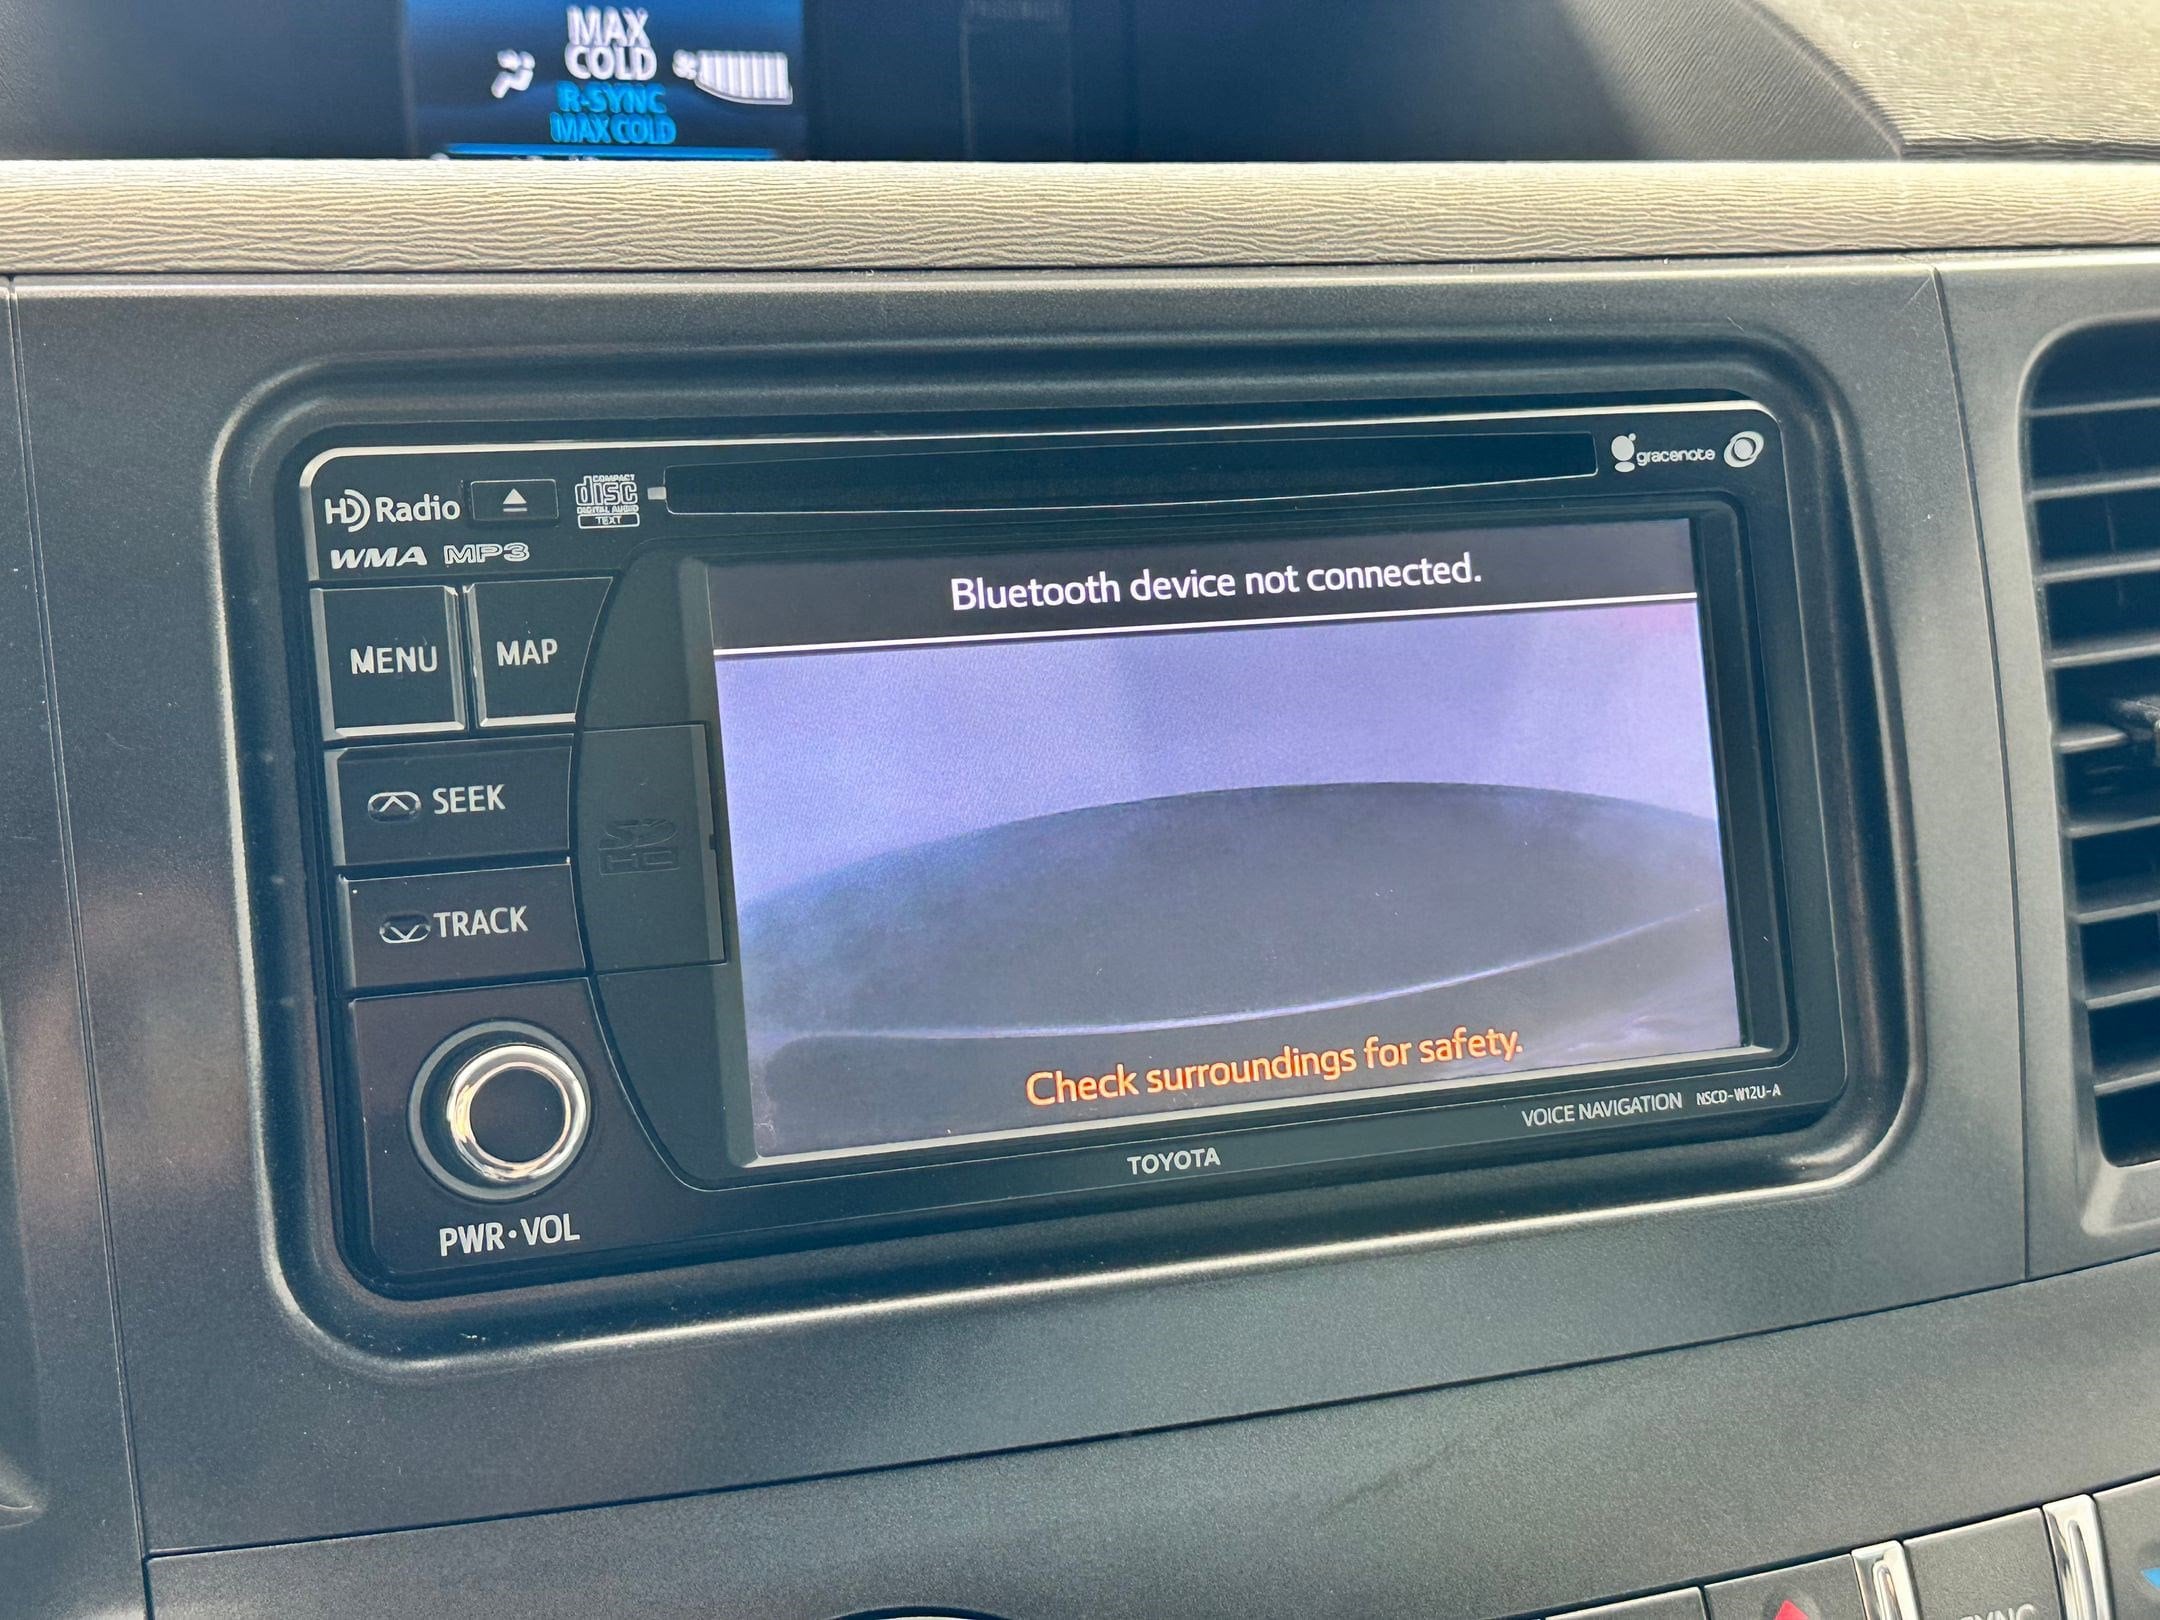 MAX
COLD
R-SYNC
MAX COLD
gracenote
HD Radio
COMPACT
disc
DIGITAL AUDIO
TEXT
WMA MP3
Bluetooth device not connected.
MENU
MAP
SEEK
SD
HC
TRACK
Check surroundings for safety.
VOICE NAVIGATION NSCD-W12U-A
TOYOTA
PWR·VOL
SYNC